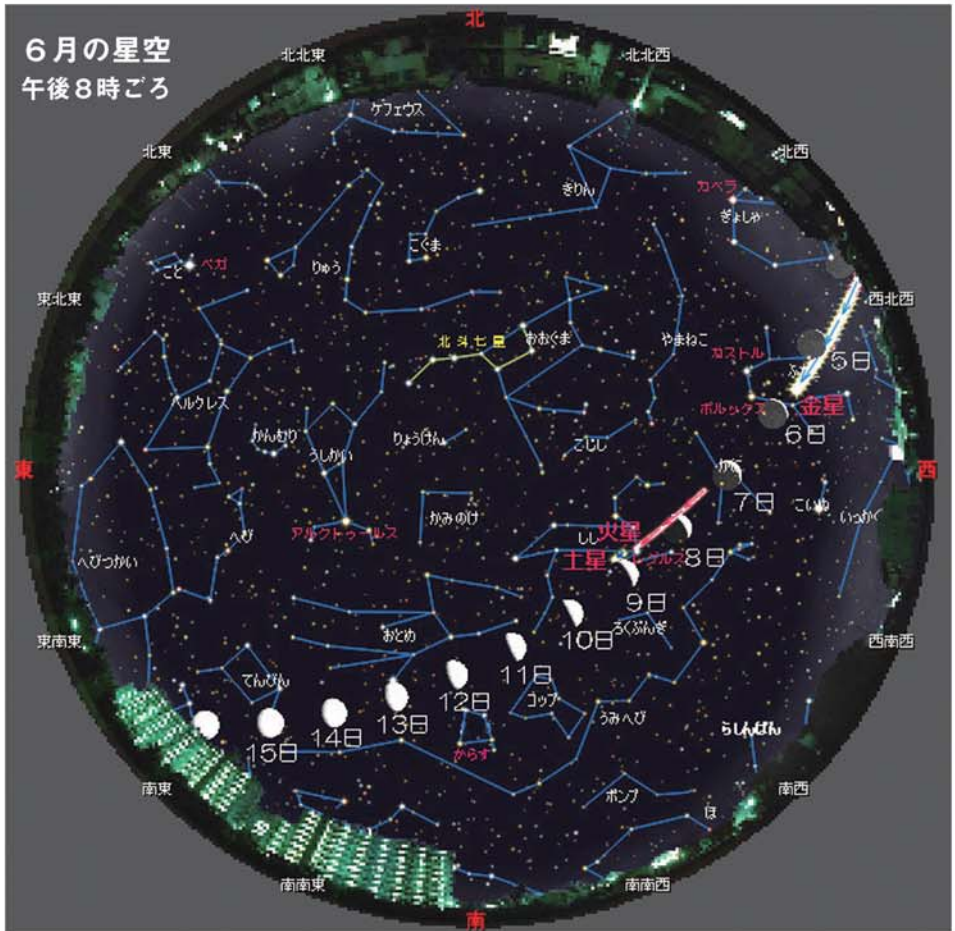 6月の星空
午後8時ごろ
北
北北東
北北西
北東
北西
ケフェウス
きりん
カペラ
ぎょしゃ
こぐま
こと
ベガ
りゅう
東北東
西北西
北斗七星
おおぐま
やまねこ
カストル
5日
ヘルクレス
ポルックス
金星
6日
かんむり
りょうけん
うしかい
こじし
東
西
かに
7日
こいぬ
いっかく
かみのけ
アルクトゥールス
へび
しし
火星
土星
レグルス
8日
へびつかい
9日
10日
ろくぶんぎ
東南東
西南西
おとめ
11日
てんびん
12日
コップ
13日
14日
15日
うみへび
からす
らしんばん
南東
南西
ポンプ
ほ
南南東
南南西
南